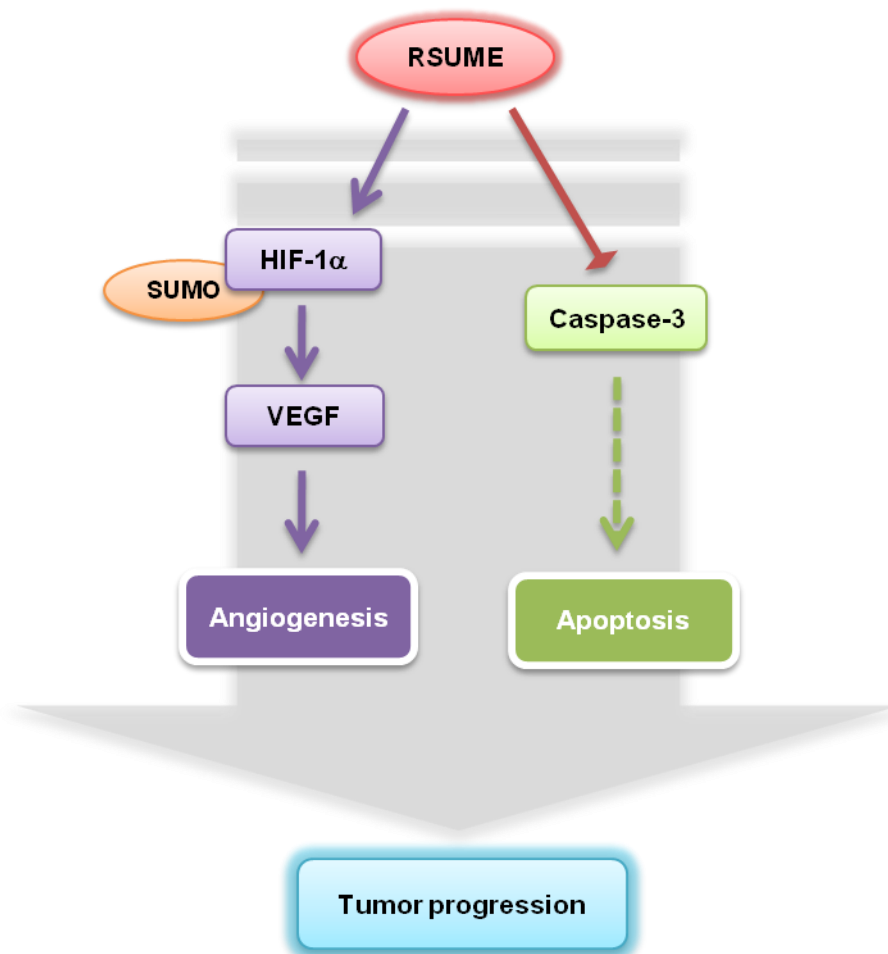 RSUME
HIF-1α
SUMO
Caspase-3
VEGF
Angiogenesis
Apoptosis
Tumor progression